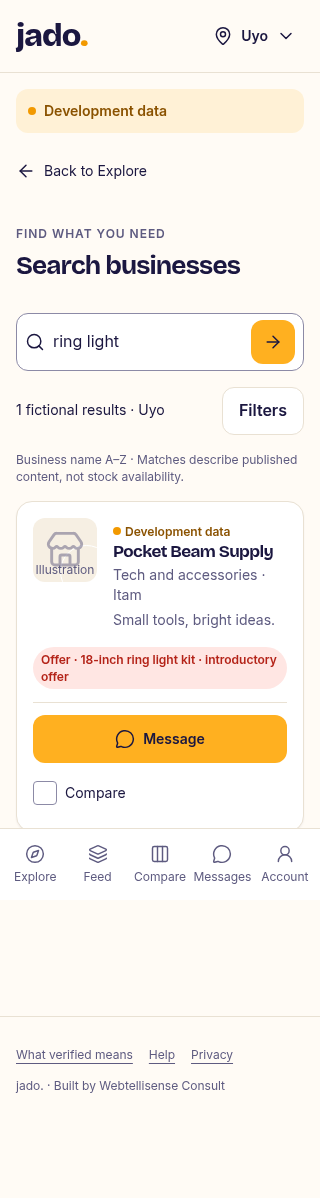 jado.
Uyo
Development data
Back to Explore
FIND WHAT YOU NEED
Search businesses
ring light
1 fictional results · Uyo
Filters
Business name A–Z · Matches describe published
content, not stock availability.
Illustration
Development data
Pocket Beam Supply
Tech and accessories ·
Itam
Small tools, bright ideas.
Offer · 18-inch ring light kit · introductory
offer
Message
Compare
Explore
Feed
Compare
Messages
Account
What verified means
Help
Privacy
jado. · Built by Webtellisense Consult